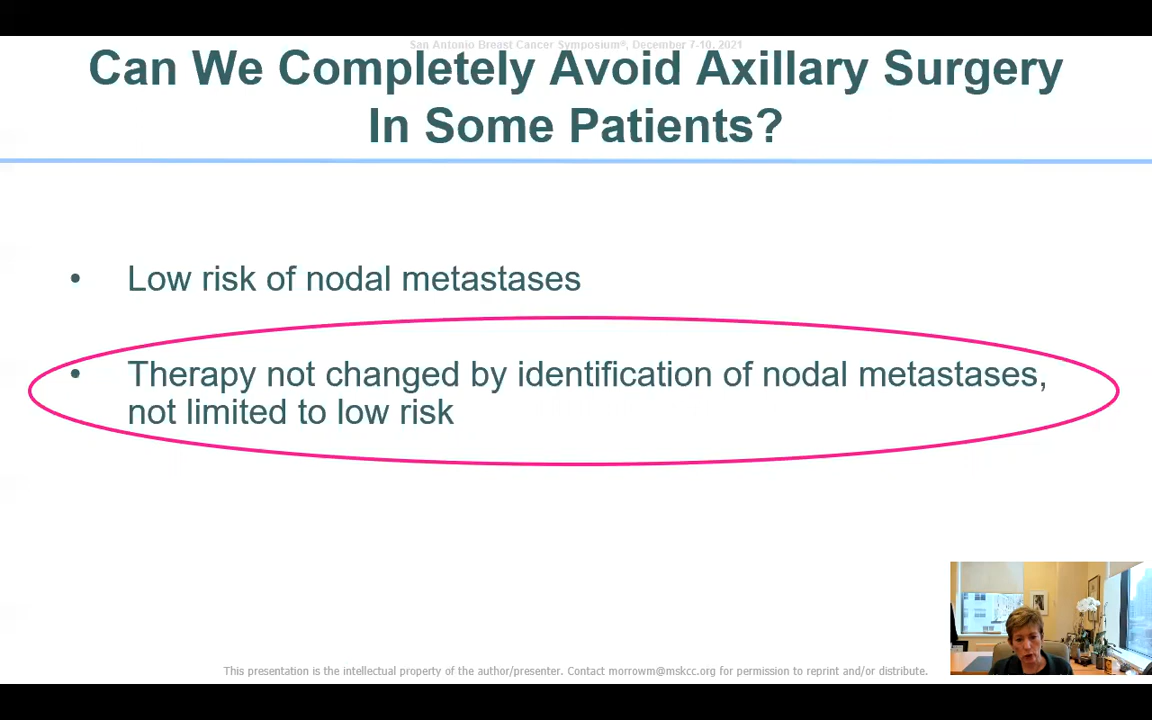 San Antonio Breast Cancer Symposium®, December 7-10, 2021
Can We Completely Avoid Axillary Surgery
In Some Patients?
• Low risk of nodal metastases
• Therapy not changed by identification of nodal metastases,
not limited to low risk
This presentation is the intellectual property of the author/presenter. Contact morrowm@mskcc.org for permission to reprint and/or distribute.